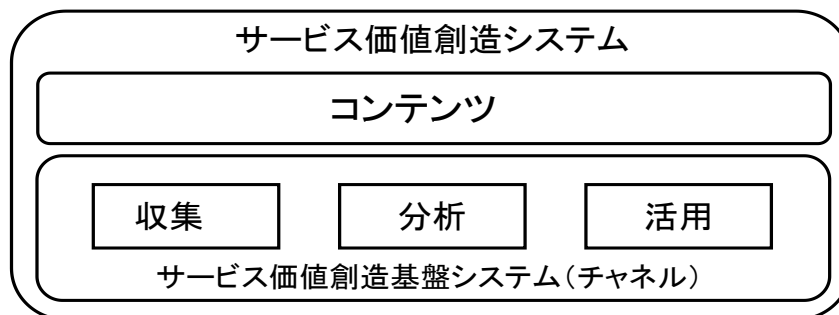 サービス価値創造システム
コンテンツ
収集 分析 活用
サービス価値創造基盤システム(チャネル)